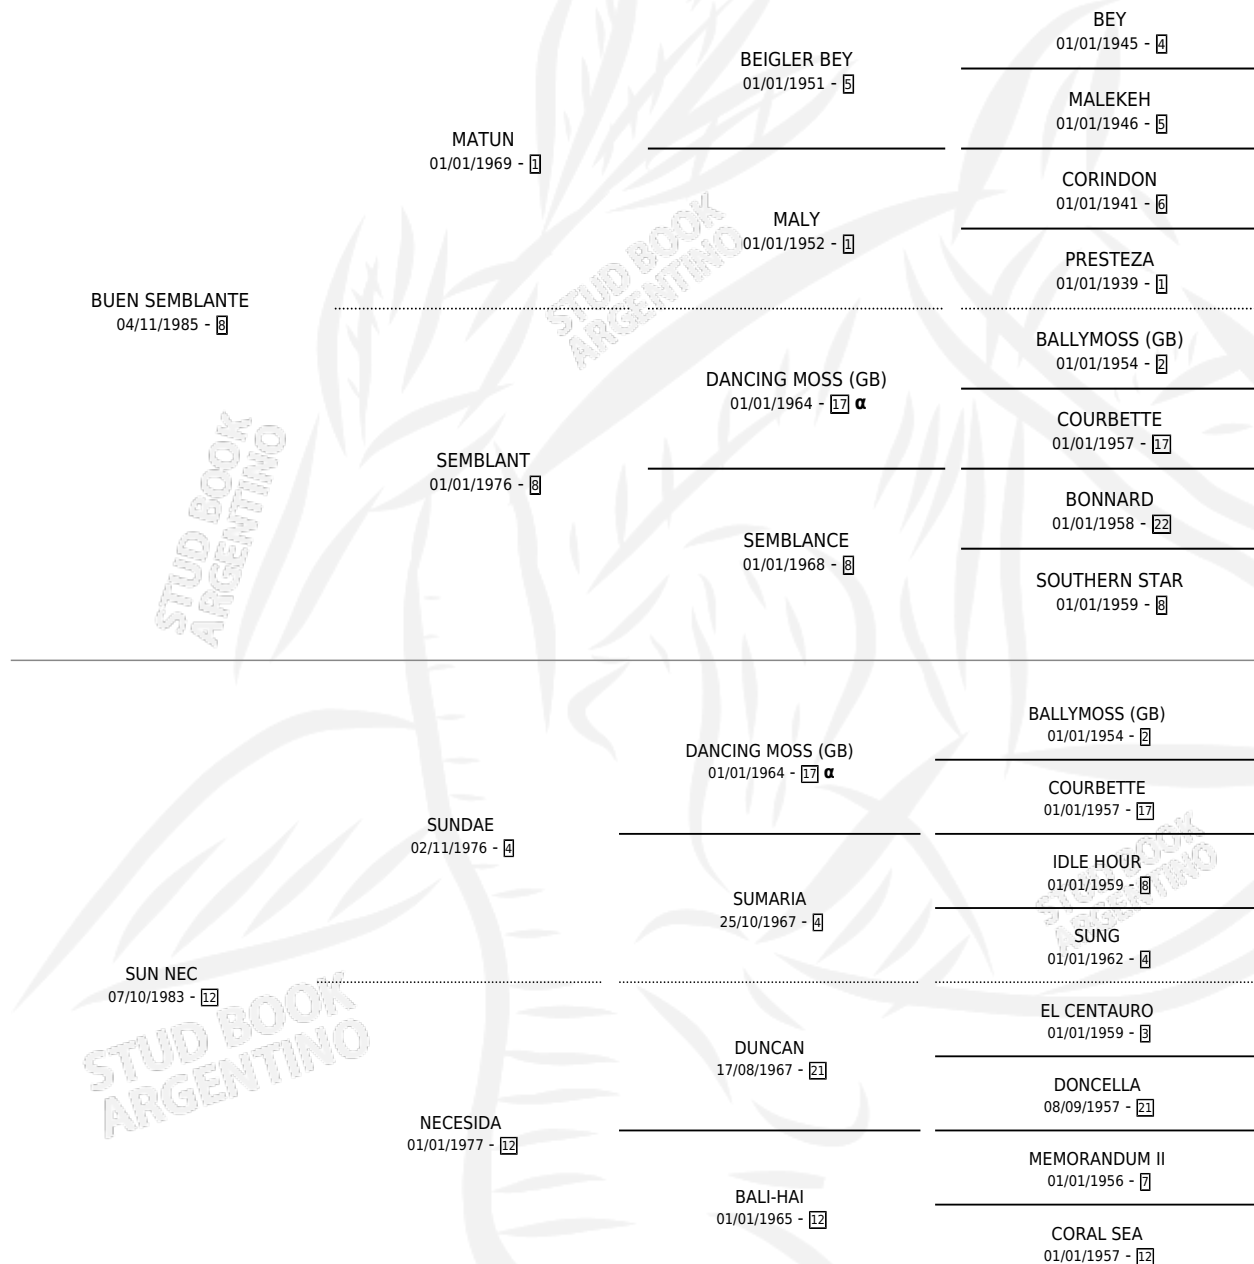 BUEN SEMBLANTE
04/11/1985 - 8
MATUN
01/01/1969 - 1
BEIGLER BEY
01/01/1951 - 5
BEY
01/01/1945 - 4
MALEKEH
01/01/1946 - 5
MALY
01/01/1952 - 1
CORINDON
01/01/1941 - 6
PRESTEZA
01/01/1939 - 1
SEMBLANT
01/01/1976 - 8
DANCING MOSS (GB)
01/01/1964 - 17 α
BALLYMOSS (GB)
01/01/1954 - 2
COURBETTE
01/01/1957 - 17
SEMBLANCE
01/01/1968 - 8
BONNARD
01/01/1958 - 22
SOUTHERN STAR
01/01/1959 - 8
SUN NEC
07/10/1983 - 12
SUNDAE
02/11/1976 - 4
DANCING MOSS (GB)
01/01/1964 - 17 α
BALLYMOSS (GB)
01/01/1954 - 2
COURBETTE
01/01/1957 - 17
SUMARIA
25/10/1967 - 4
IDLE HOUR
01/01/1959 - 8
SUNG
01/01/1962 - 4
NECESIDA
01/01/1977 - 12
DUNCAN
17/08/1967 - 21
EL CENTAURO
01/01/1959 - 3
DONCELLA
08/09/1957 - 21
BALI-HAI
01/01/1965 - 12
MEMORANDUM II
01/01/1956 - 7
CORAL SEA
01/01/1957 - 12
STUD BOOK
ARGENTINO
STUD BOOK
ARGENTINO
STUD BOOK
ARGENTINO
STUD BOOK
ARGENTINO